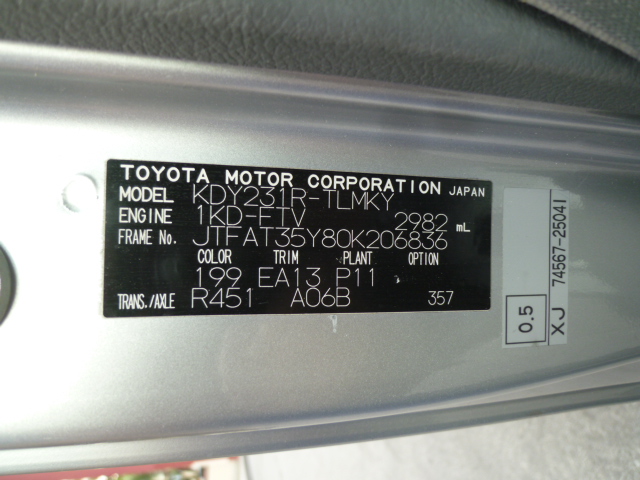 TOYOTA MOTOR CORPORATION JAPAN
MODEL KDY231R-TLMKY
ENGINE 1KD-FTV 2982 mL
FRAME No. JTFAT35Y80K206836
COLOR TRIM PLANT OPTION
199 EA13 P11
TRANS./AXLE R451 A06B 357
0.5
XJ 74567-25041